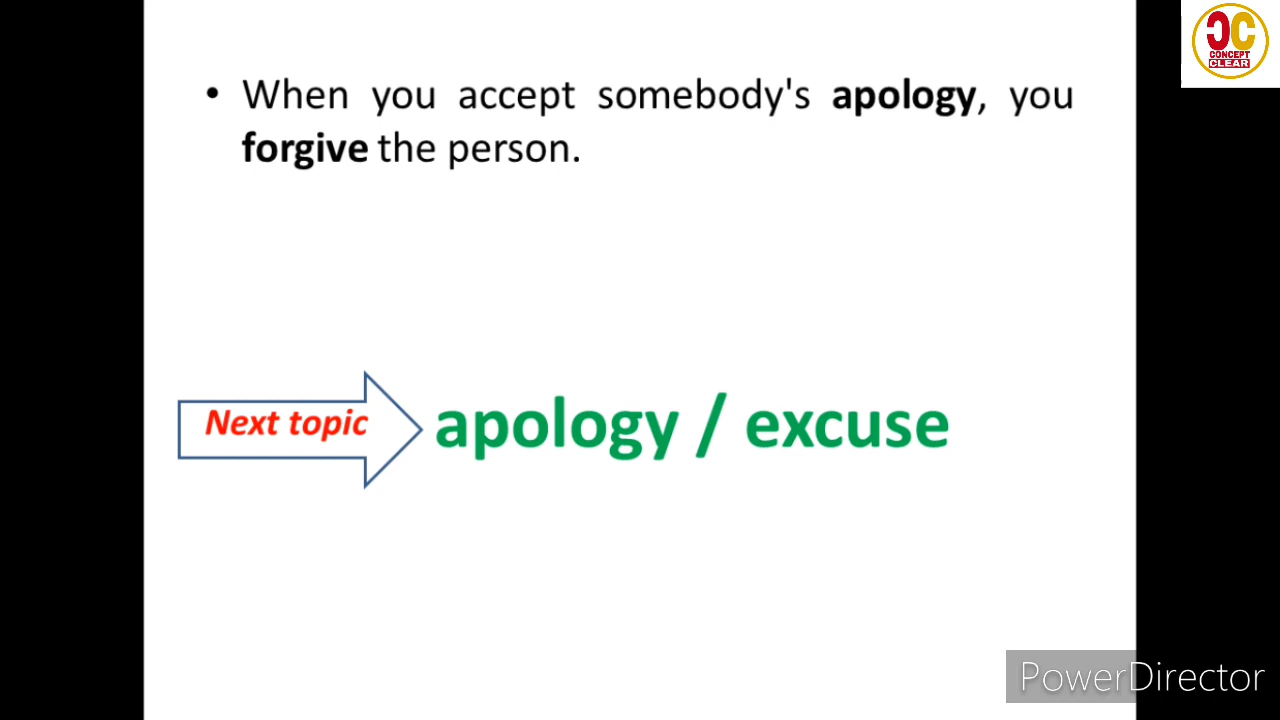 CONCEPT
CLEAR
• When you accept somebody's apology, you
forgive the person.
Next topic
apology / excuse
PowerDirector